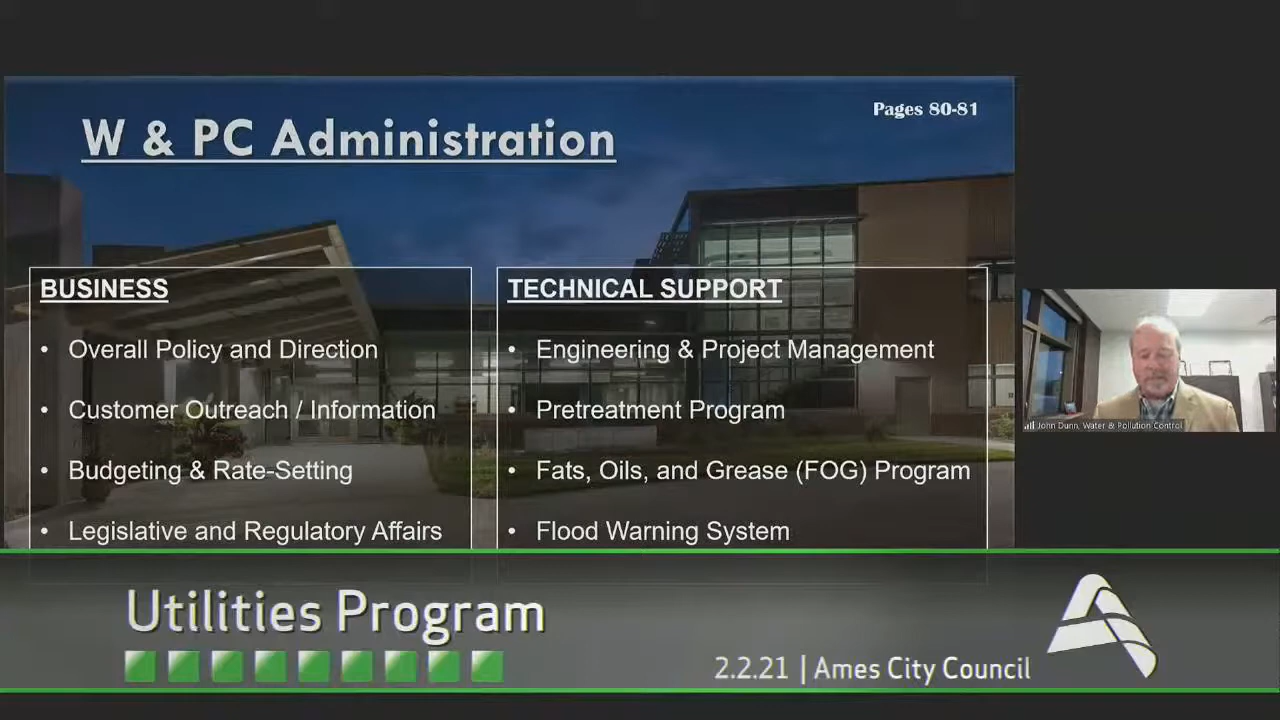 Pages 80-81
W & PC Administration
BUSINESS
• Overall Policy and Direction
• Customer Outreach / Information
• Budgeting & Rate-Setting
• Legislative and Regulatory Affairs
TECHNICAL SUPPORT
• Engineering & Project Management
• Pretreatment Program
• Fats, Oils, and Grease (FOG) Program
• Flood Warning System
John Dunn, Water & Pollution Control
Utilities Program
2.2.21 | Ames City Council